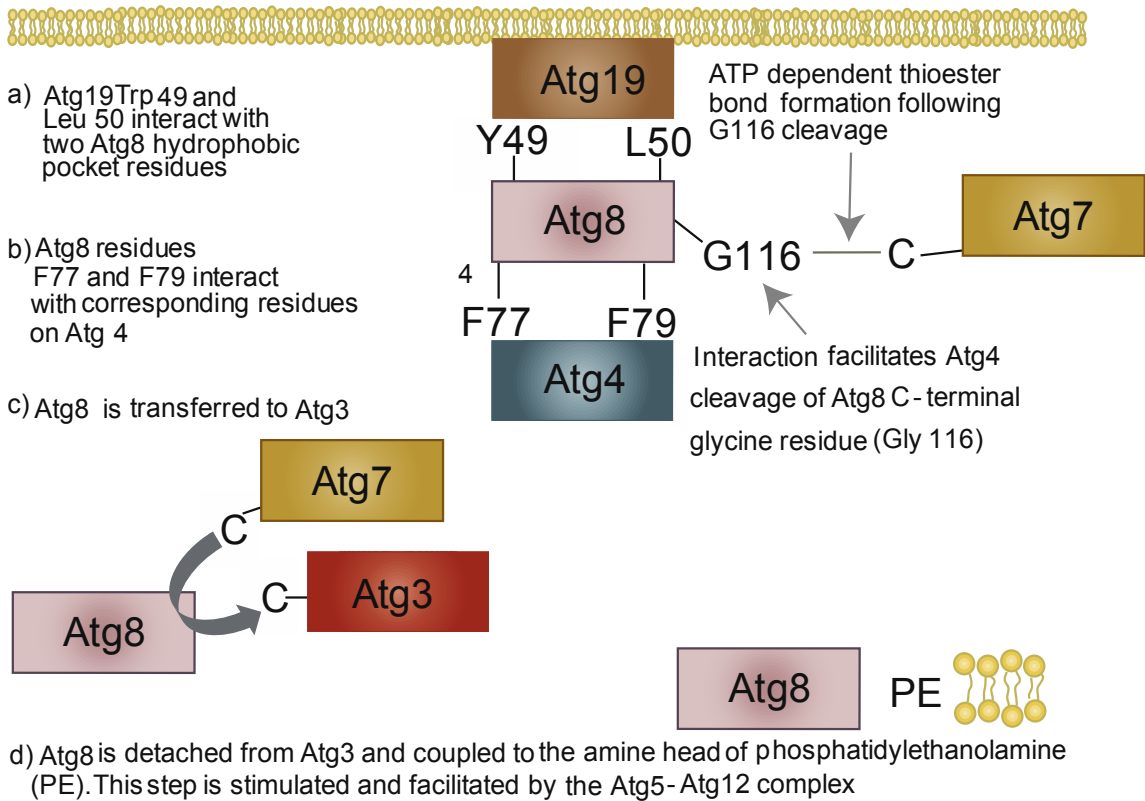 a) Atg19Trp 49 and
Leu 50 interact with
two Atg8 hydrophobic
pocket residues
Atg19
Y49 L50
Atg8
ATP dependent thioester
bond formation following
G116 cleavage
Atg7
G116 C
b) Atg8 residues
F77 and F79 interact
with corresponding residues
on Atg 4
4
F77 F79
Atg4
Interaction facilitates Atg4
cleavage of Atg8 C-terminal
glycine residue (Gly 116)
c) Atg8 is transferred to Atg3
Atg7
C
C
Atg3
Atg8
Atg8
PE
d) Atg8 is detached from Atg3 and coupled to the amine head of phosphatidylethanolamine
(PE). This step is stimulated and facilitated by the Atg5-Atg12 complex